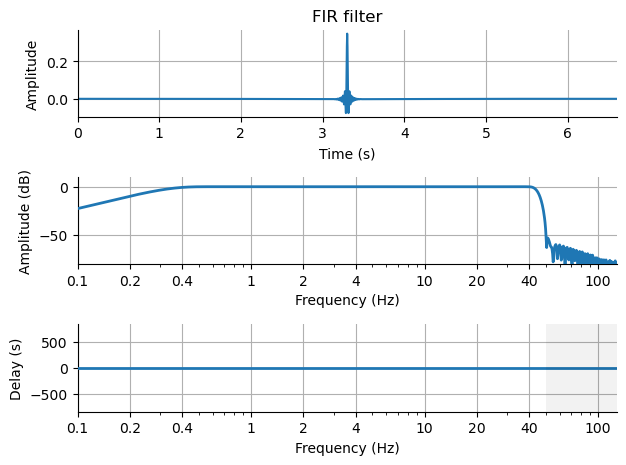 FIR filter
Amplitude
0.2
0.0
0 1 2 3 4 5 6
Time (s)
Amplitude (dB)
0
−50
0.1 0.2 0.4 1 2 4 10 20 40 100
Frequency (Hz)
Delay (s)
500
0
−500
0.1 0.2 0.4 1 2 4 10 20 40 100
Frequency (Hz)